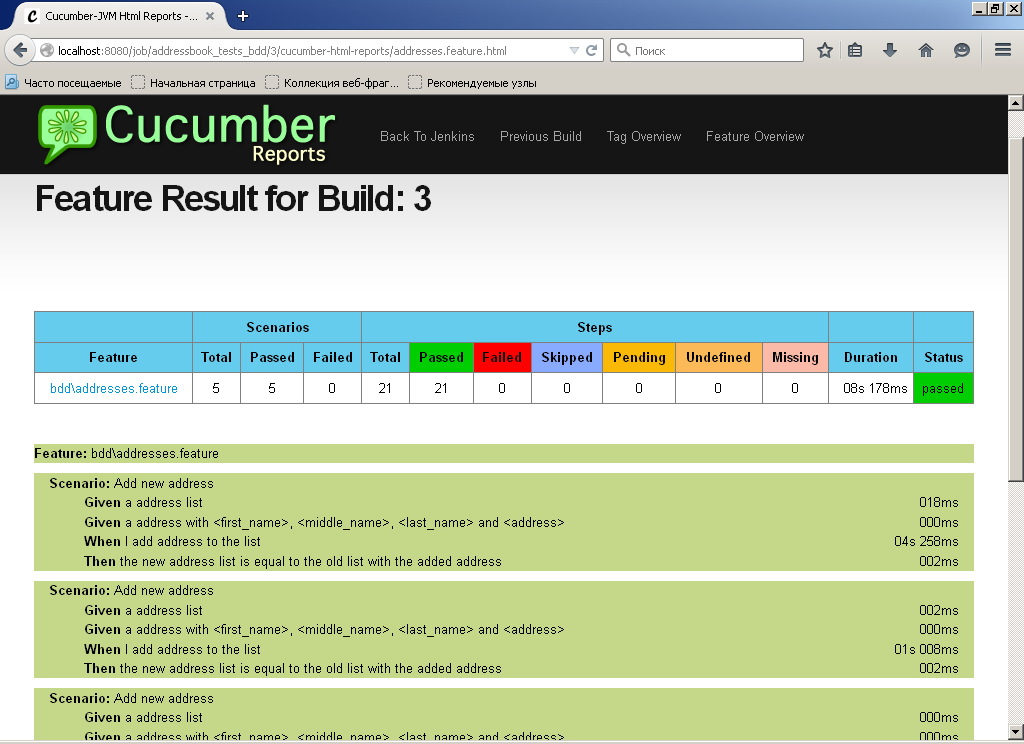 Cucumber-JVM Html Reports -...
localhost:8080/job/addressbook_tests_bdd/3/cucumber-html-reports/addresses.feature.html
Поиск
Часто посещаемые Начальная страница Коллекция веб-фраг... Рекомендуемые узлы
Cucumber
Reports
Back To Jenkins Previous Build Tag Overview Feature Overview
Feature Result for Build: 3
Scenarios Steps
Feature Total Passed Failed Total Passed Failed Skipped Pending Undefined Missing Duration Status
bdd\addresses.feature 5 5 0 21 21 0 0 0 0 0 08s 178ms passed
Feature: bdd\addresses.feature
Scenario: Add new address
Given a address list 018ms
Given a address with <first_name>, <middle_name>, <last_name> and <address> 000ms
When I add address to the list 04s 258ms
Then the new address list is equal to the old list with the added address 002ms
Scenario: Add new address
Given a address list 002ms
Given a address with <first_name>, <middle_name>, <last_name> and <address> 000ms
When I add address to the list 01s 008ms
Then the new address list is equal to the old list with the added address 002ms
Scenario: Add new address
Given a address list 000ms
Given a address with <first_name>, <middle_name>, <last_name> and <address> 000ms